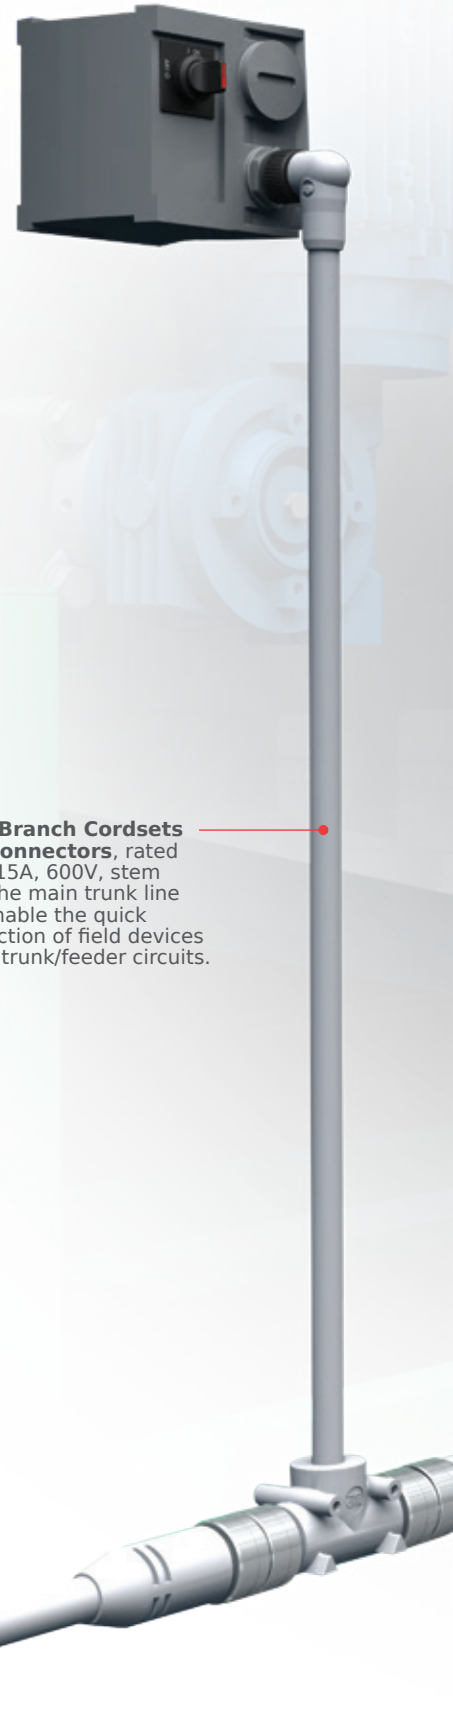 Branch Cordsets
onnectors, rated
15A, 600V, stem
he main trunk line
nable the quick
ction of field devices
trunk/feeder circuits.